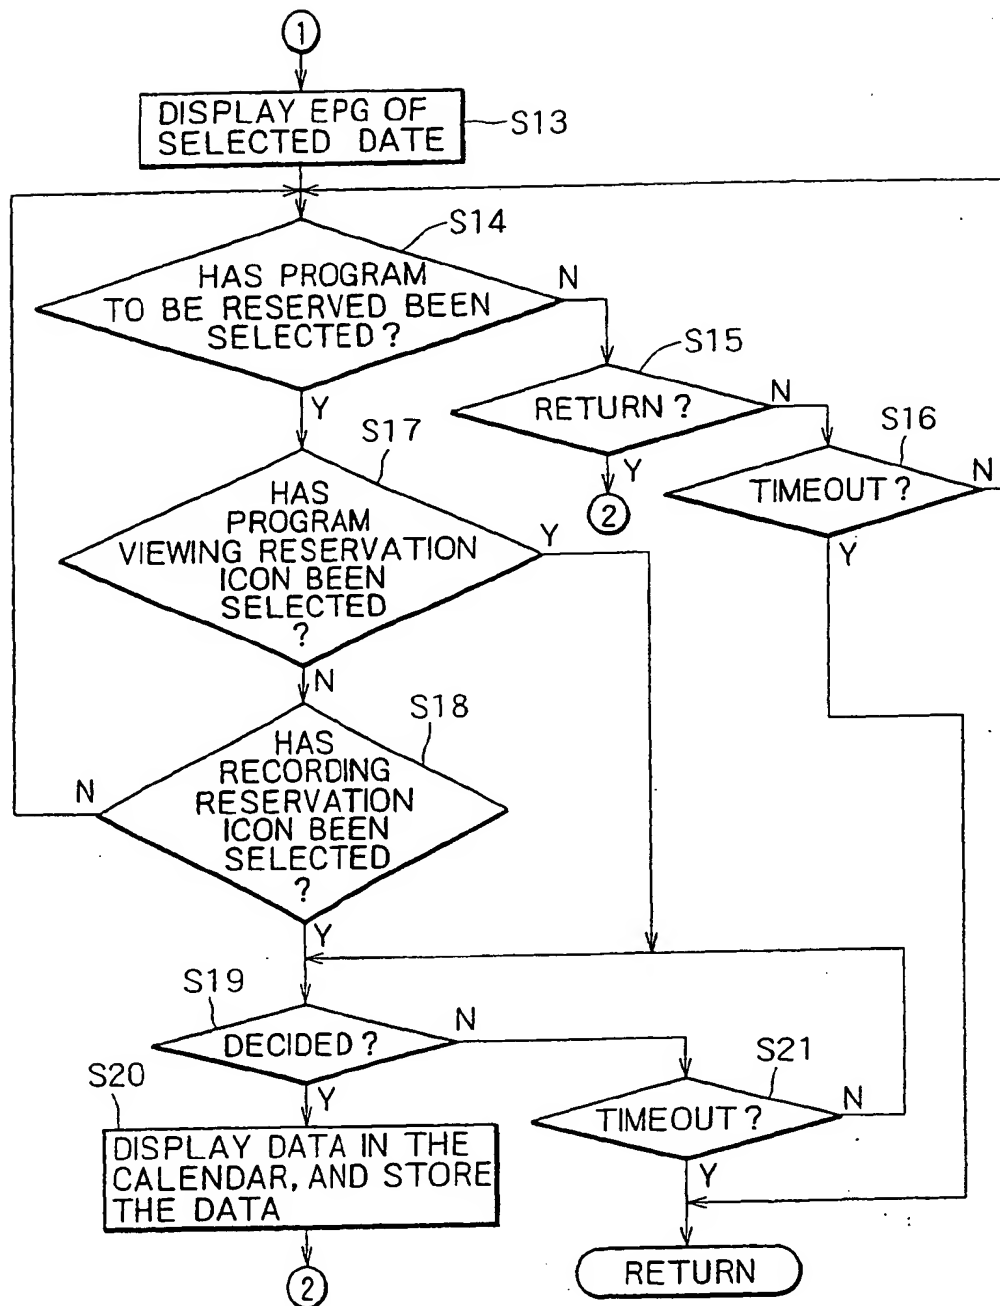 1
DISPLAY EPG OF
SELECTED DATE
S13
S14
HAS PROGRAM
TO BE RESERVED BEEN
SELECTED?
N
Y
S15
RETURN?
N
Y
2
S16
TIMEOUT?
N
Y
S17
HAS
PROGRAM
VIEWING RESERVATION
ICON BEEN
SELECTED
?
Y
N
S18
HAS
RECORDING
RESERVATION
ICON BEEN
SELECTED
?
N
Y
S19
DECIDED?
N
Y
S20
DISPLAY DATA IN THE
CALENDAR, AND STORE
THE DATA
2
S21
TIMEOUT?
N
Y
RETURN